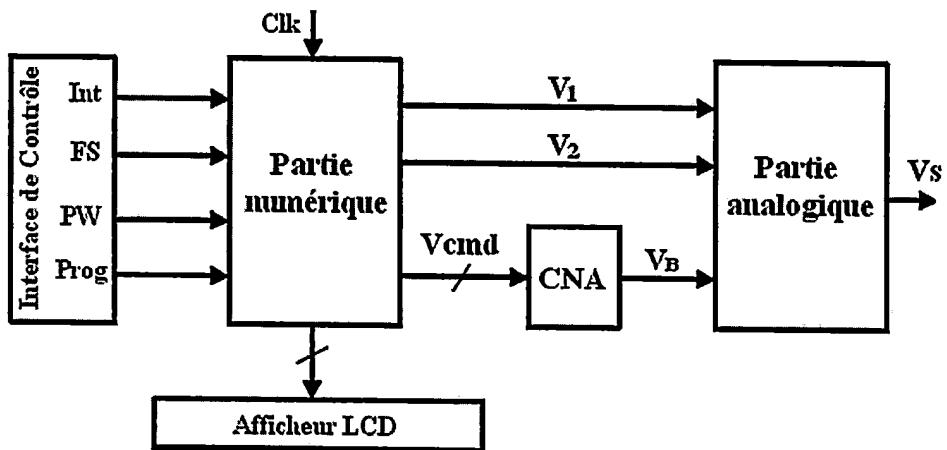 Clk
Interface de Contrôle
Int
FS
PW
Prog
Partie
munérique
V1
V2
Vcmd
CNA
VB
Partie
analogique
Vs
Afficheur LCD